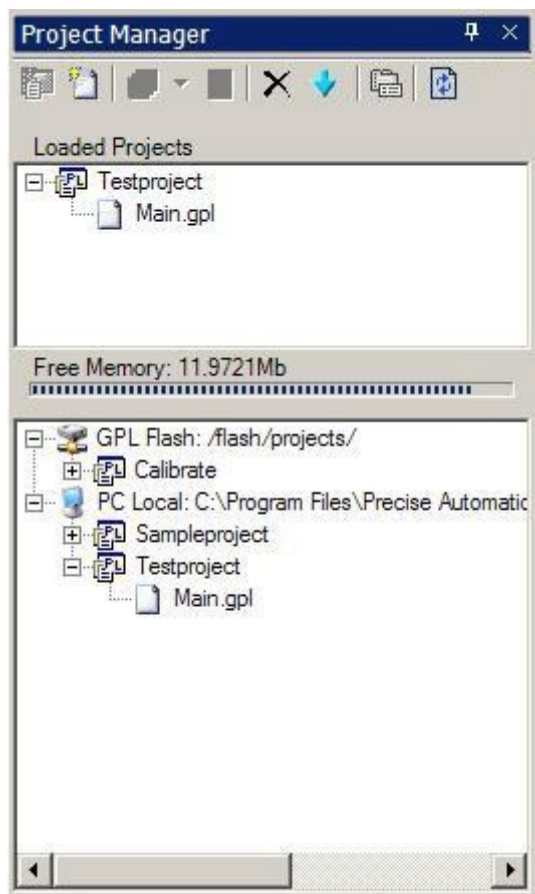 Project Manager
Loaded Projects
Testproject
Main.gpl
Free Memory: 11.9721Mb
GPL Flash: /flash/projects/
Calibrate
PC Local: C:\Program Files\Precise Automatic
Sampleproject
Testproject
Main.gpl